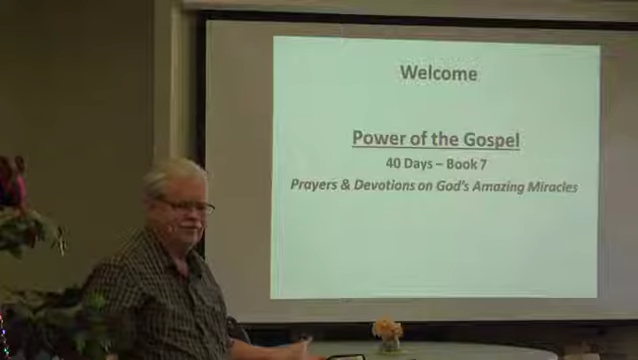 Welcome
Power of the Gospel
40 Days – Book 7
Prayers & Devotions on God's Amazing Miracles